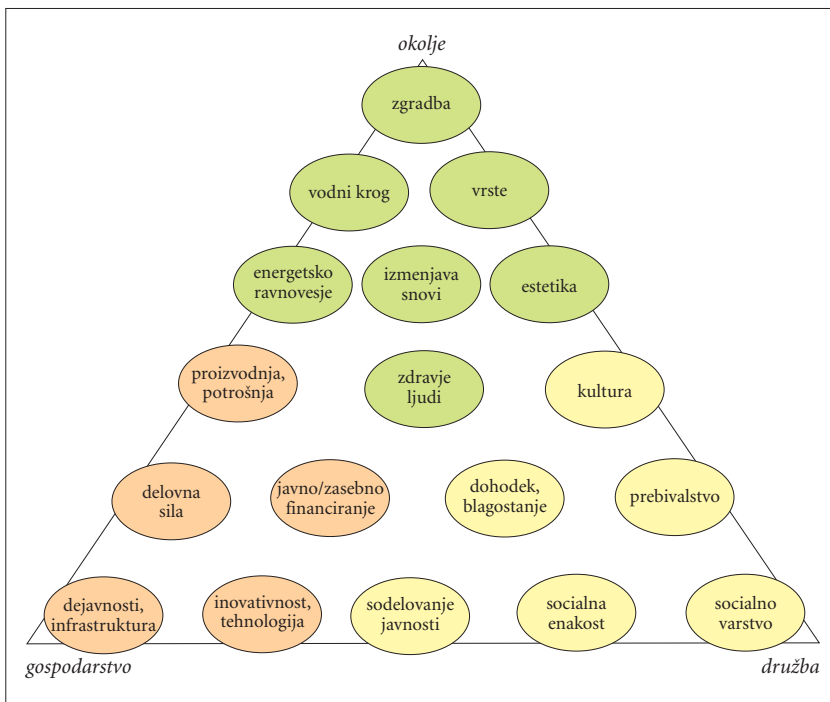 okolje
zgradba
vodni krog
vrste
energetsko
ravnovesje
izmenjava
snovi
estetika
proizvodnja,
potrošnja
zdravje
ljudi
kultura
delovna
sila
javno/zasebno
financiranje
dohodek,
blagostanje
prebivalstvo
dejavnosti,
infrastruktura
inovativnost,
tehnologija
sodelovanje
javnosti
socialna
enakost
socialno
varstvo
gospodarstvo
družba